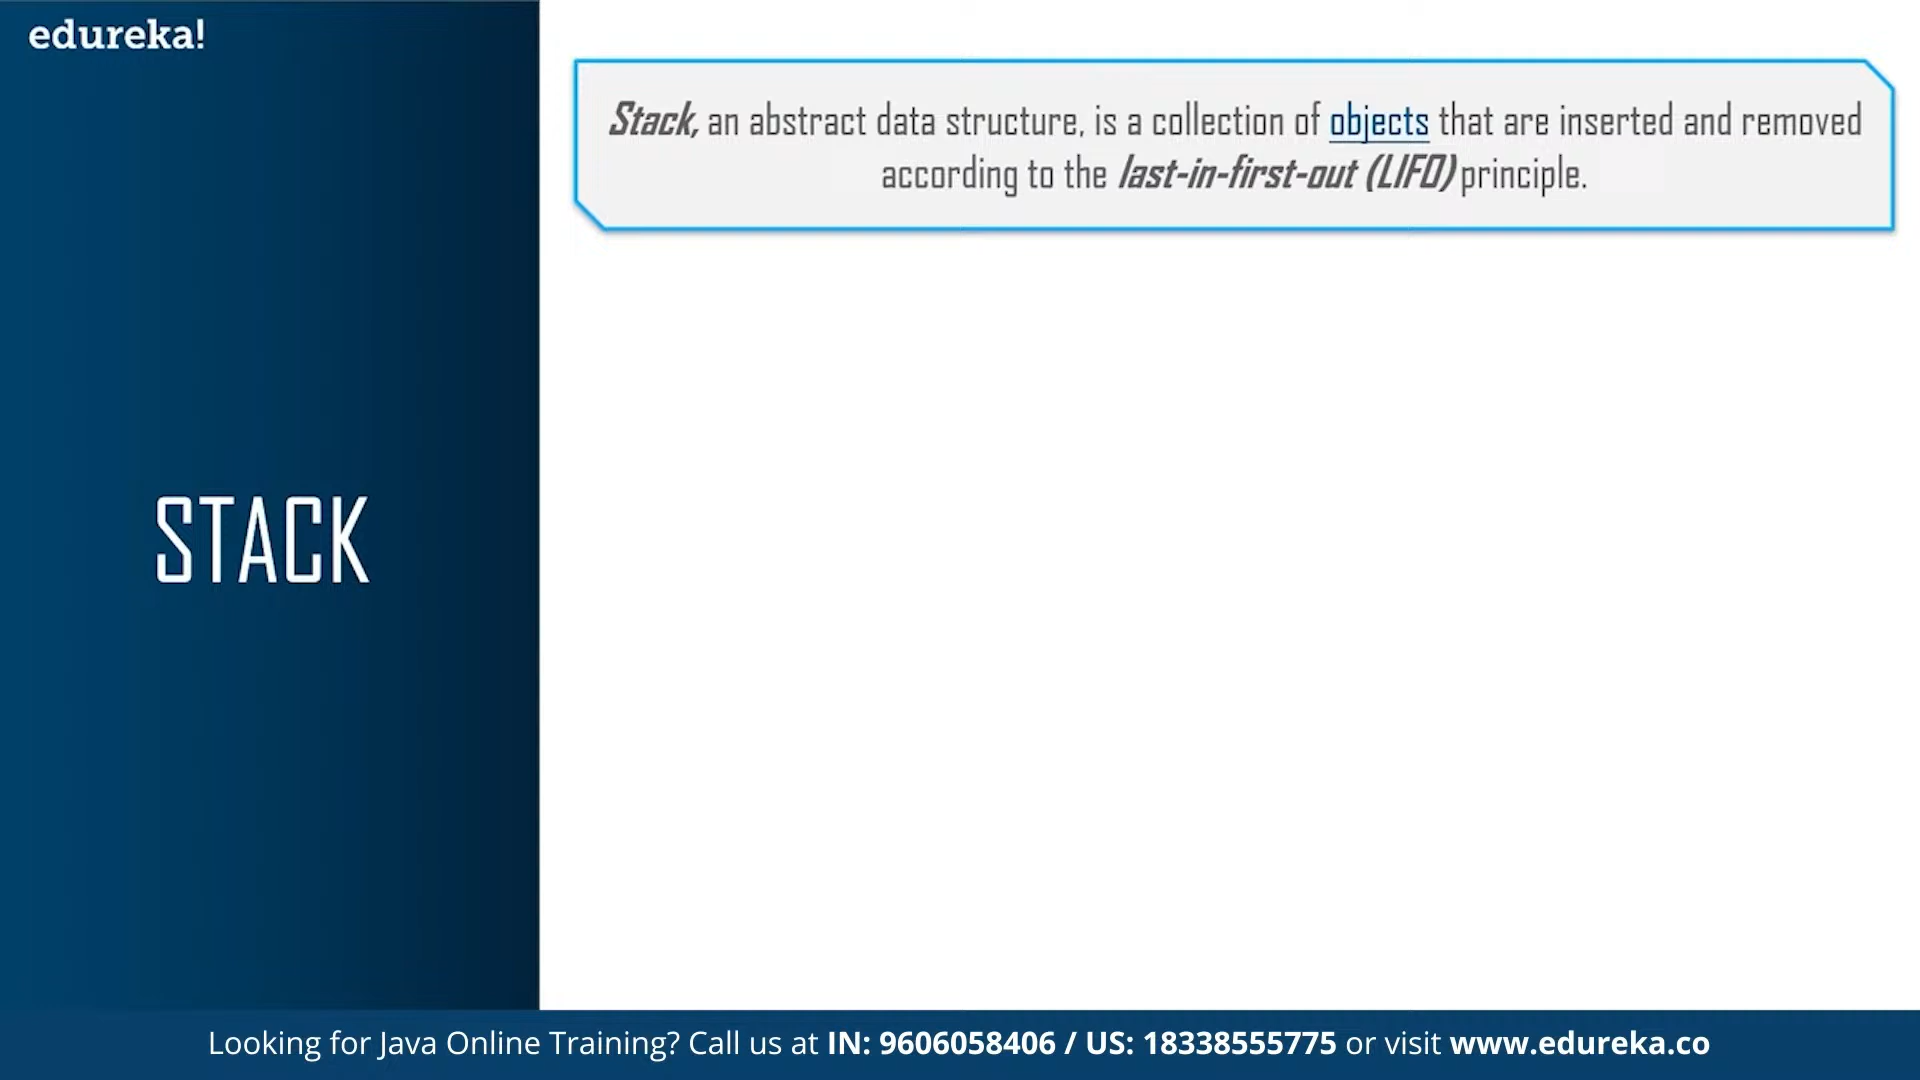 edureka!
Stack, an abstract data structure, is a collection of objects that are inserted and removed
according to the last-in-first-out (LIFO) principle.
STACK
Looking for Java Online Training? Call us at IN: 9606058406 / US: 18338555775 or visit www.edureka.co